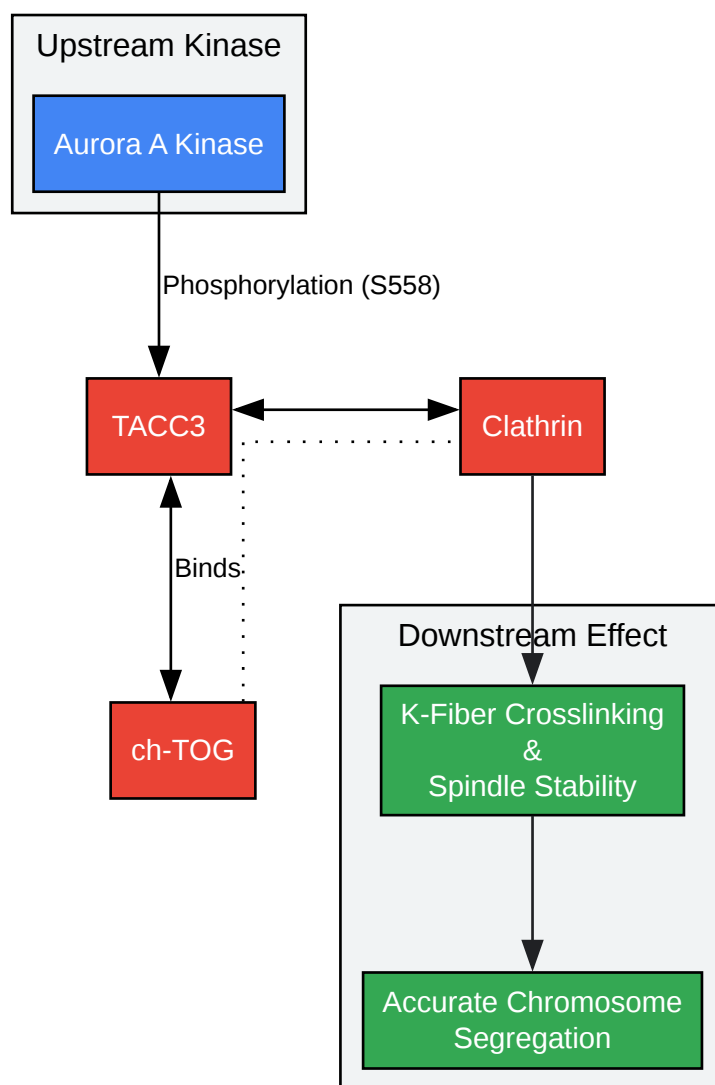 Upstream Kinase
Aurora A Kinase
Phosphorylation (S558)
TACC3
Clathrin
Binds
Downstream Effect
K-Fiber Crosslinking
&
Spindle Stability
ch-TOG
Accurate Chromosome
Segregation